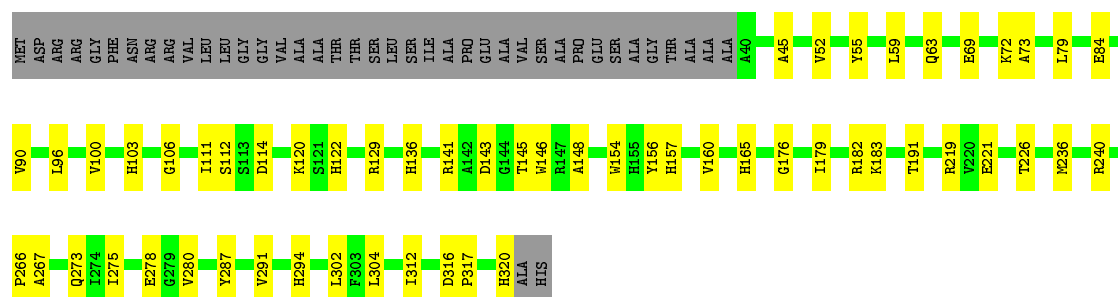 MET ASP ARG ARG GLY PHE ASN ARG ARG VAL LEU LEU GLY GLY VAL ALA ALA THR THR SER LEU SER ILE ALA PRO GLU ALA VAL SER ALA PRO GLU SER ALA GLY THR ALA ALA ALA A40 A45 V52 Y55 L59 Q63 E69 K72 A73 L79 E84
V90 L96 V100 H103 G106 I111 S112 S113 D114 K120 S121 H122 R129 H136 R141 A142 D143 G144 T145 W146 R147 A148 W154 H155 Y156 H157 V160 H165 G176 I179 R182 K183 T191 R219 V220 E221 T226 M236 R240
P266 A267 Q273 I274 I275 E278 G279 V280 Y287 V291 H294 L302 F303 L304 I312 D316 P317 H320 ALA HIS